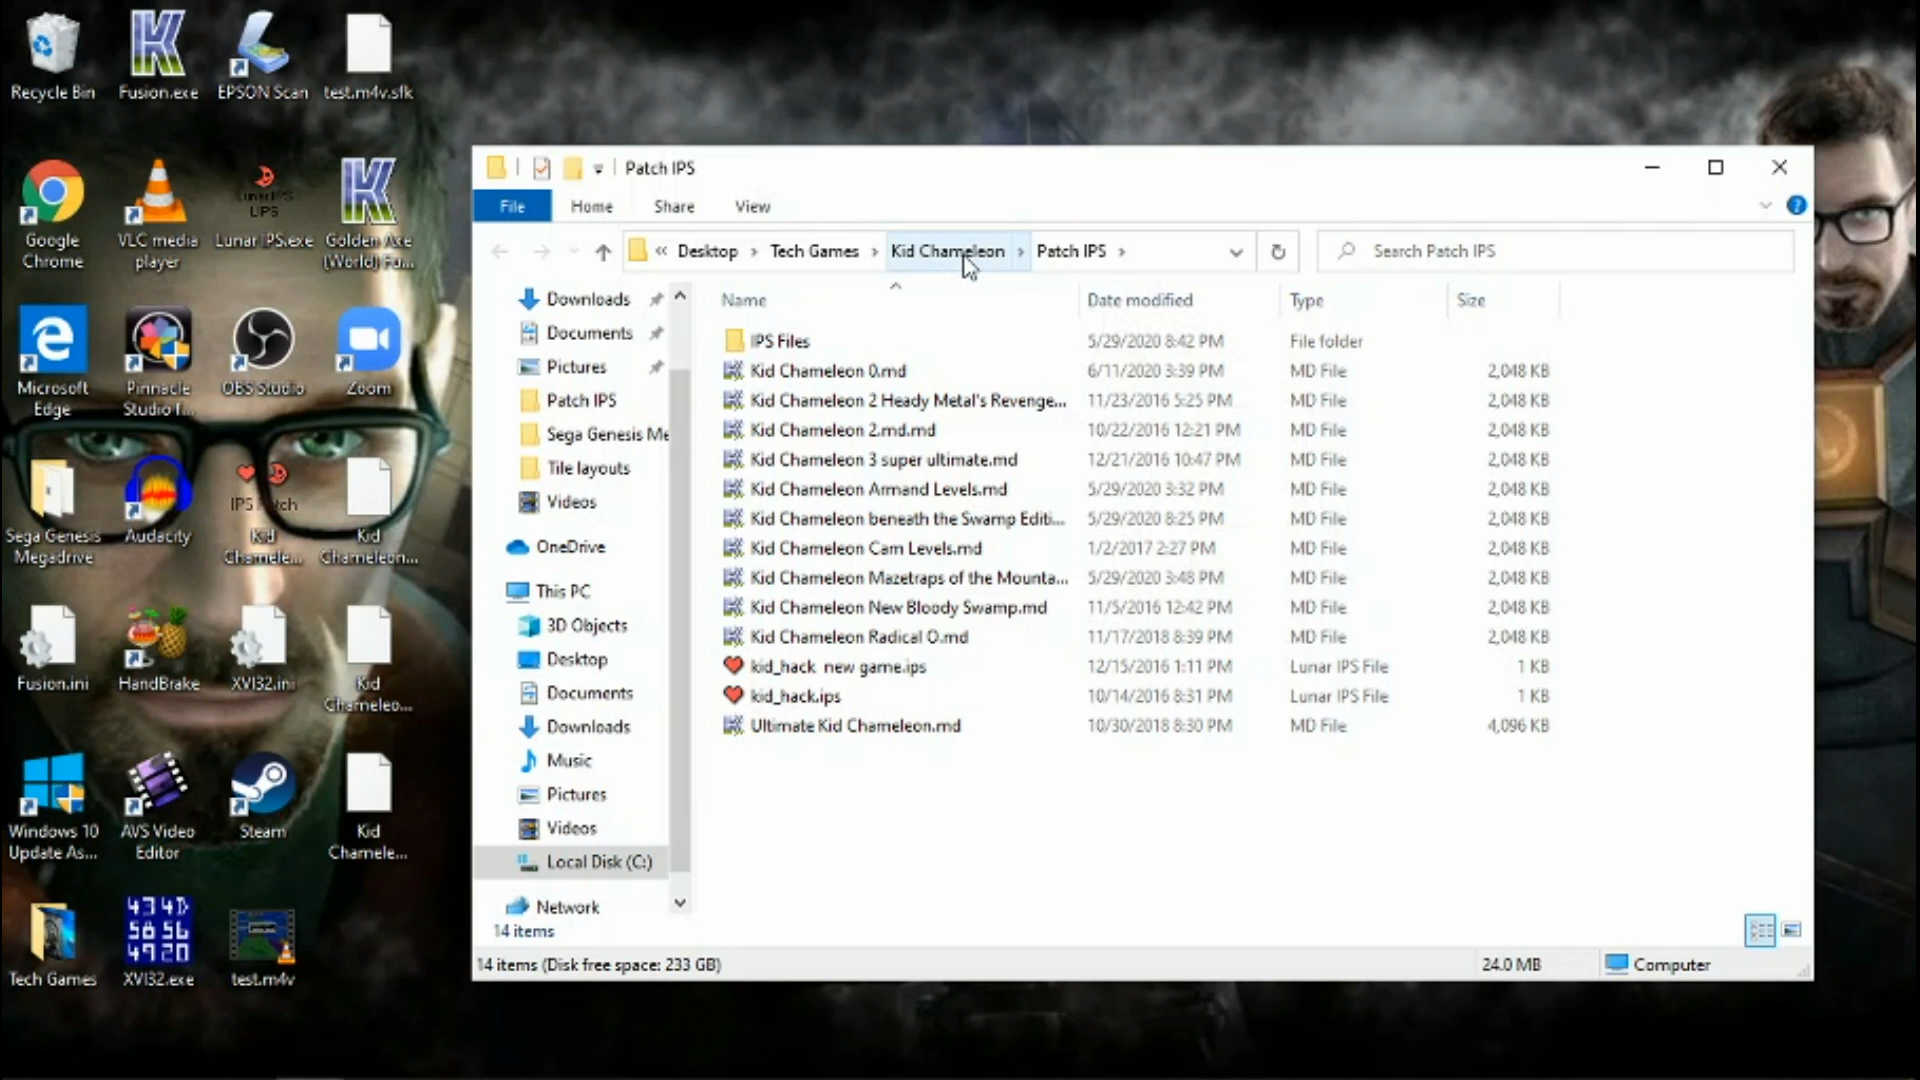 Recycle Bin
Fusion.exe
EPSON Scan
test.m4v.sfk
Google
Chrome
VLC media
player
Lunar IPS.exe
Golden Axe
(World) Fu...
Microsoft
Edge
Pinnacle
Studio f...
OBS Studio
Zoom
Sega Genesis
Megadrive
Audacity
Kid
Chamele...
Kid
Chameleon...
Fusion.ini
HandBrake
XVI32.ini
Kid
Chameleo...
Windows 10
Update As...
AVS Video
Editor
Steam
Kid
Chamele...
Tech Games
434D
5856
4920
XVI32.exe
test.m4v
Patch IPS
File
Home
Share
View
« Desktop › Tech Games › Kid Chameleon › Patch IPS ›
Search Patch IPS
Downloads
Documents
Pictures
Patch IPS
Sega Genesis Me
Tile layouts
Videos
OneDrive
This PC
3D Objects
Desktop
Documents
Downloads
Music
Pictures
Videos
Local Disk (C:)
Network
Name Date modified Type Size
IPS Files 5/29/2020 8:42 PM File folder
Kid Chameleon 0.md 6/11/2020 3:39 PM MD File 2,048 KB
Kid Chameleon 2 Heady Metal's Revenge... 11/23/2016 5:25 PM MD File 2,048 KB
Kid Chameleon 2.md.md 10/22/2016 12:21 PM MD File 2,048 KB
Kid Chameleon 3 super ultimate.md 12/21/2016 10:47 PM MD File 2,048 KB
Kid Chameleon Armand Levels.md 5/29/2020 3:32 PM MD File 2,048 KB
Kid Chameleon beneath the Swamp Editi... 5/29/2020 8:25 PM MD File 2,048 KB
Kid Chameleon Cam Levels.md 1/2/2017 2:27 PM MD File 2,048 KB
Kid Chameleon Mazetraps of the Mounta... 5/29/2020 3:48 PM MD File 2,048 KB
Kid Chameleon New Bloody Swamp.md 11/5/2016 12:42 PM MD File 2,048 KB
Kid Chameleon Radical O.md 11/17/2018 8:39 PM MD File 2,048 KB
kid_hack new game.ips 12/15/2016 1:11 PM Lunar IPS File 1 KB
kid_hack.ips 10/14/2016 8:31 PM Lunar IPS File 1 KB
Ultimate Kid Chameleon.md 10/30/2018 8:30 PM MD File 4,096 KB
14 items
14 items (Disk free space: 233 GB)
24.0 MB
Computer